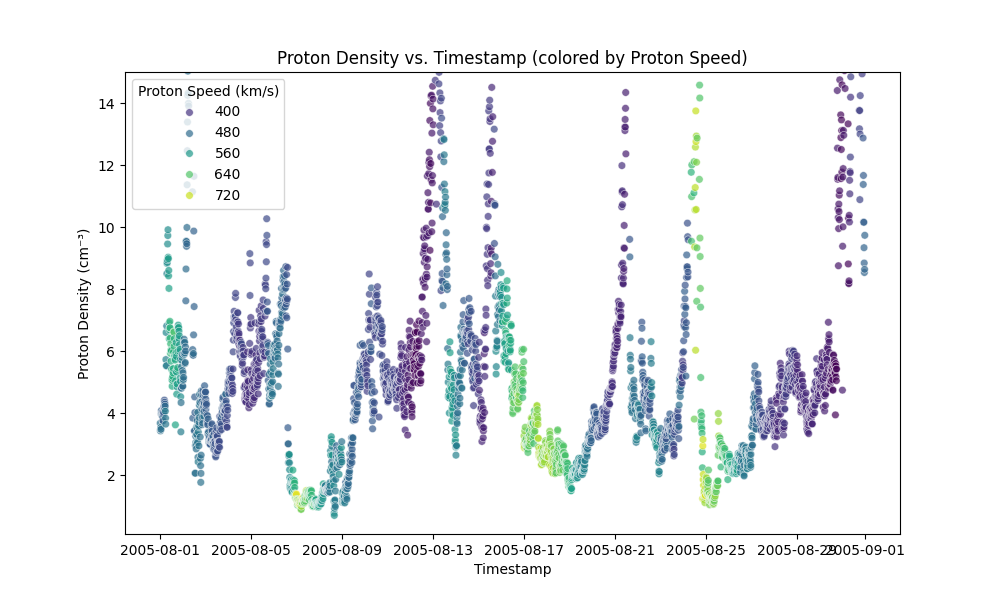 Proton Density vs. Timestamp (colored by Proton Speed)
Proton Speed (km/s)
400
480
560
640
720
Proton Density (cm⁻³)
14
12
10
8
6
4
2
2005-08-01 2005-08-05 2005-08-09 2005-08-13 2005-08-17 2005-08-21 2005-08-25 2005-08-29 2005-09-01
Timestamp